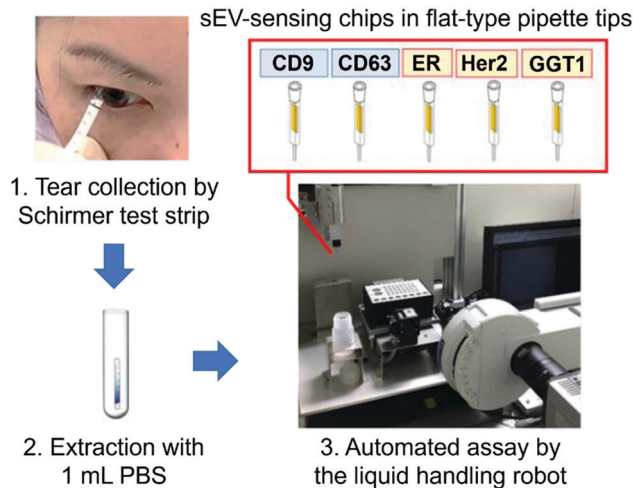 sEV-sensing chips in flat-type pipette tips
CD9 CD63 ER Her2 GGT1
1. Tear collection by
Schirmer test strip
2. Extraction with
1 mL PBS
3. Automated assay by
the liquid handling robot